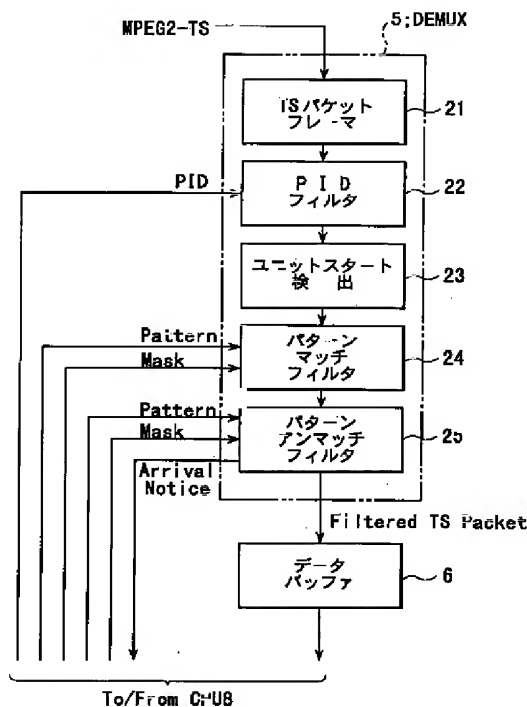 5:DEMUX
MPEG2-TS
TSパケット
フレーマ
21
PID
PID
フィルタ
22
ユニットスタート
検 出
23
Pattern
Mask
パターン
マッチ
フィルタ
24
Pattern
Mask
パターン
アンマッチ
フィルタ
25
Arrival
Notice
Filtered TS Packet
データ
バッファ
6
To/From CPU8